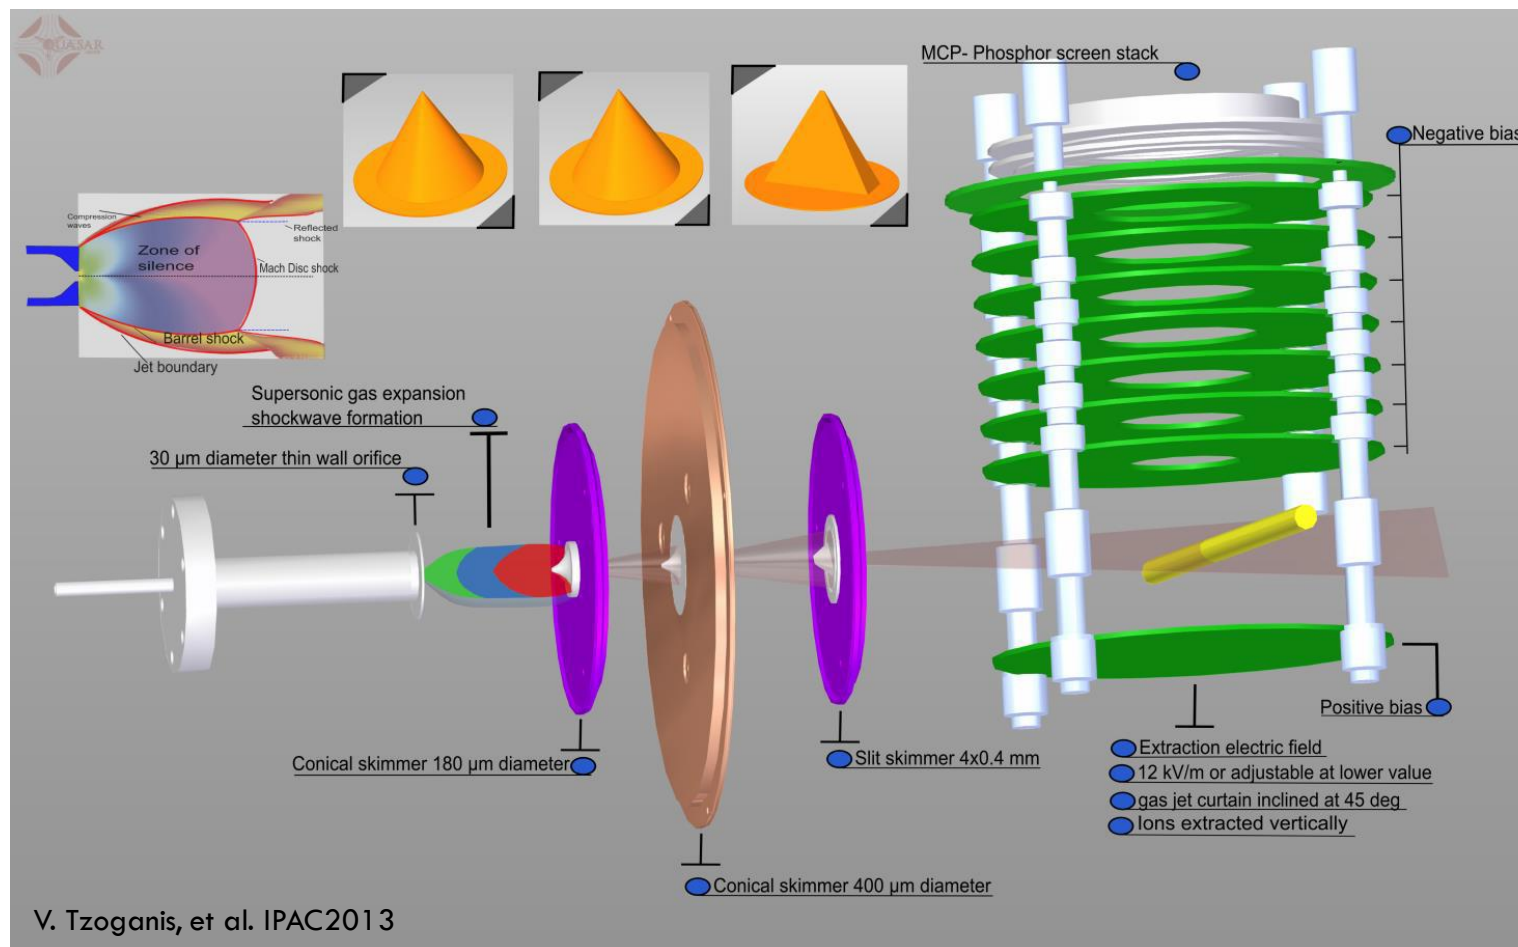 QUASAR
MCP- Phosphor screen stack
Negative bias
Compression
waves
Zone of
silence
Reflected
shock
Mach Disc shock
Barrel shock
Jet boundary
Supersonic gas expansion
shockwave formation
30 µm diameter thin wall orifice
Positive bias
Conical skimmer 180 µm diameter
Slit skimmer 4x0.4 mm
Extraction electric field
12 kV/m or adjustable at lower value
gas jet curtain inclined at 45 deg
Ions extracted vertically
Conical skimmer 400 µm diameter
V. Tzoganis, et al. IPAC2013